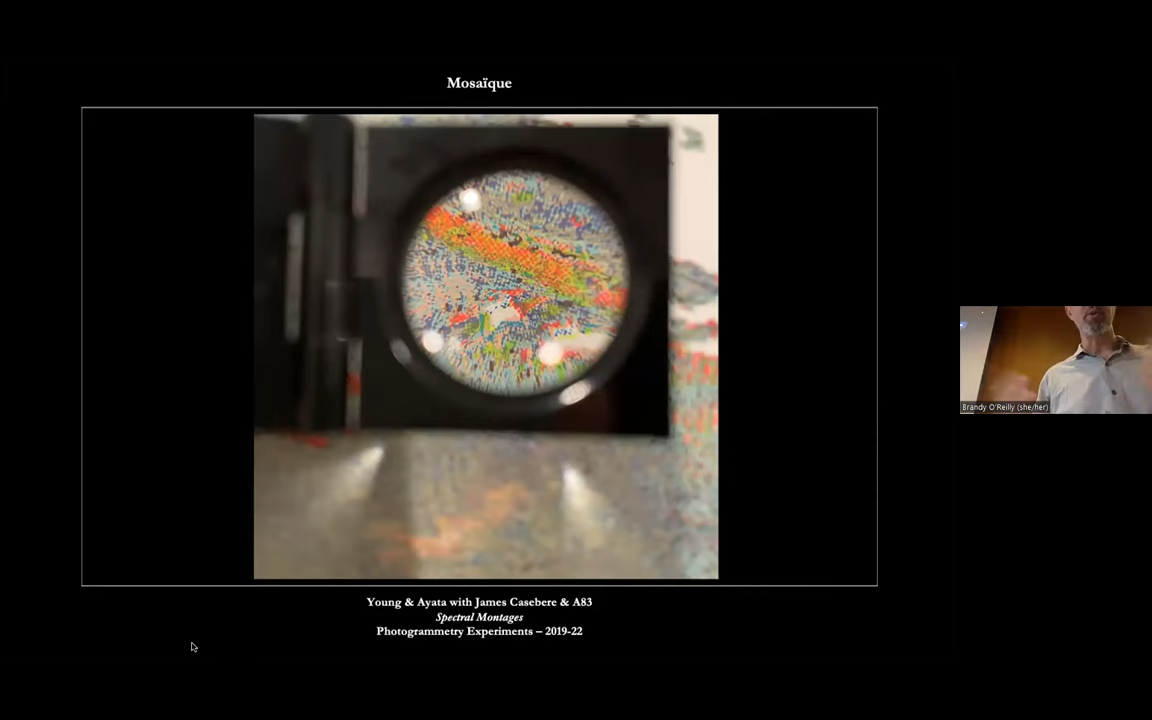 Mosaïque
Young & Ayata with James Casebere & A83
Spectral Montages
Photogrammetry Experiments – 2019-22
Brandy O'Reilly (she/her)